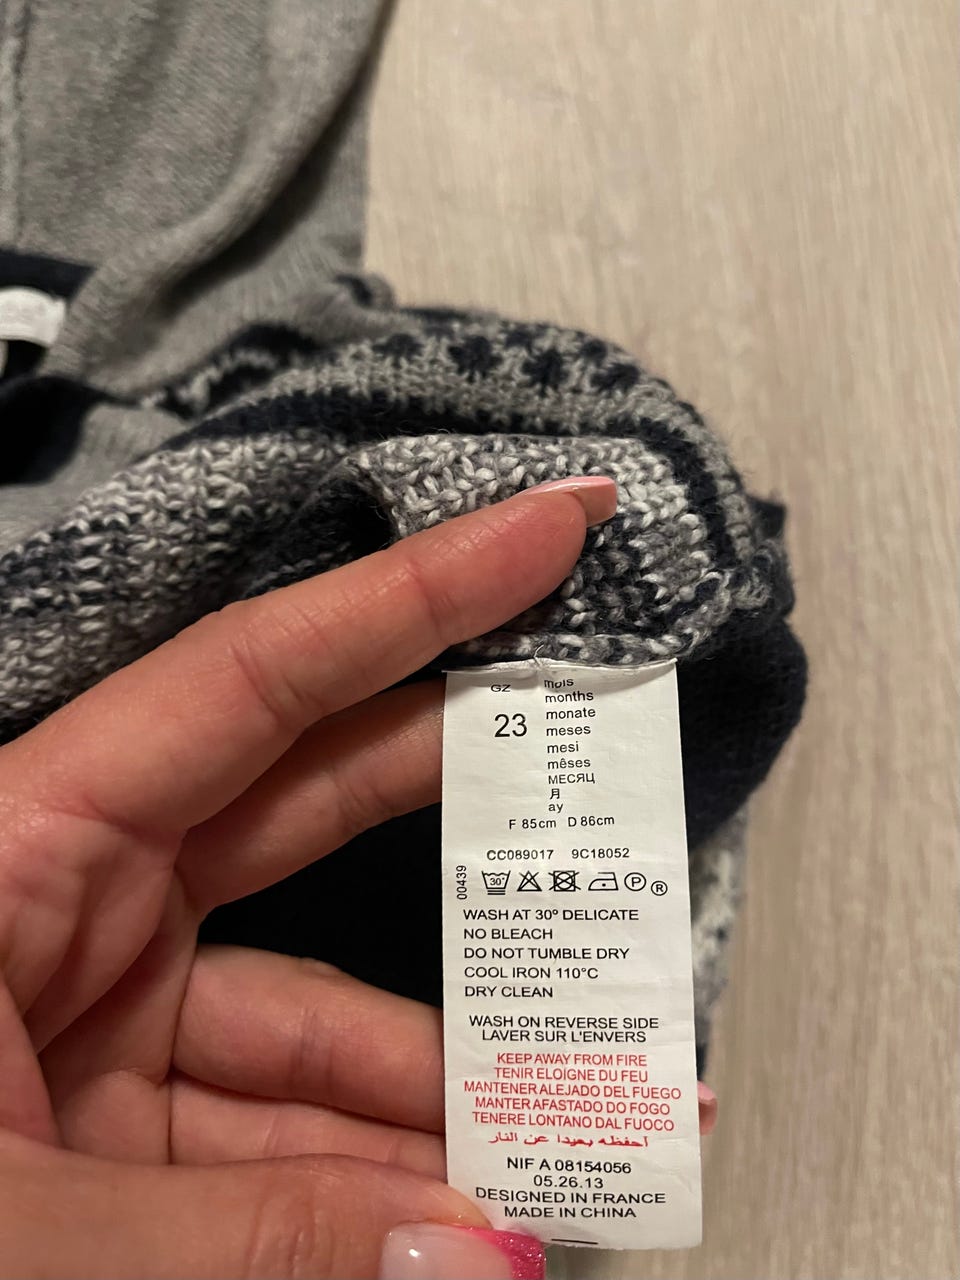 GZ
23
mois
months
monate
meses
mesi
mêses
МЕСЯЦ
月
ay
F 85cm D 86cm
CC089017 9C18052
00439
30°
P
R
WASH AT 30º DELICATE
NO BLEACH
DO NOT TUMBLE DRY
COOL IRON 110°C
DRY CLEAN
WASH ON REVERSE SIDE
LAVER SUR L'ENVERS
KEEP AWAY FROM FIRE
TENIR ELOIGNE DU FEU
MANTENER ALEJADO DEL FUEGO
MANTER AFASTADO DO FOGO
TENERE LONTANO DAL FUOCO
أحفظه بعيدا عن النار
NIF A 08154056
05.26.13
DESIGNED IN FRANCE
MADE IN CHINA